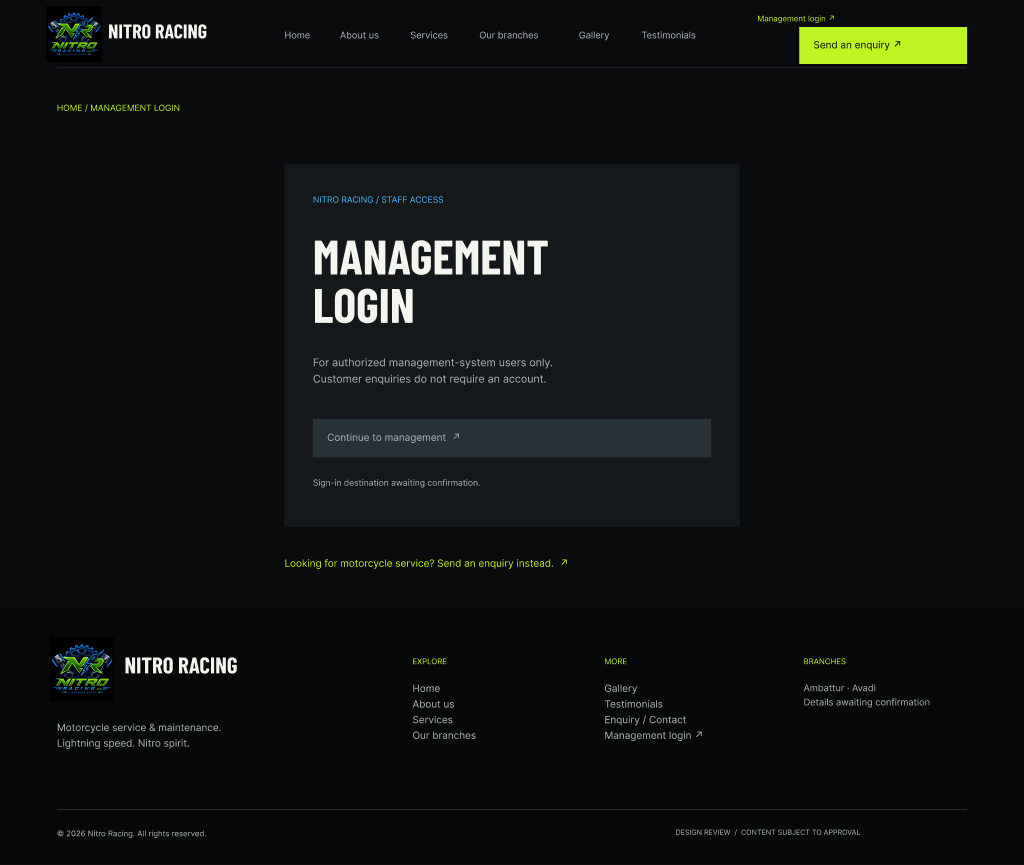 NITRO RACING
Home
About us
Services
Our branches
Gallery
Testimonials
Management login ↗
Send an enquiry ↗
HOME / MANAGEMENT LOGIN
NITRO RACING / STAFF ACCESS
MANAGEMENT
LOGIN
For authorized management-system users only.
Customer enquiries do not require an account.
Continue to management ↗
Sign-in destination awaiting confirmation.
Looking for motorcycle service? Send an enquiry instead. ↗
NITRO
RACING
NITRO RACING
Motorcycle service & maintenance.
Lightning speed. Nitro spirit.
EXPLORE
Home
About us
Services
Our branches
MORE
Gallery
Testimonials
Enquiry / Contact
Management login ↗
BRANCHES
Ambattur · Avadi
Details awaiting confirmation
© 2026 Nitro Racing. All rights reserved.
DESIGN REVIEW / CONTENT SUBJECT TO APPROVAL